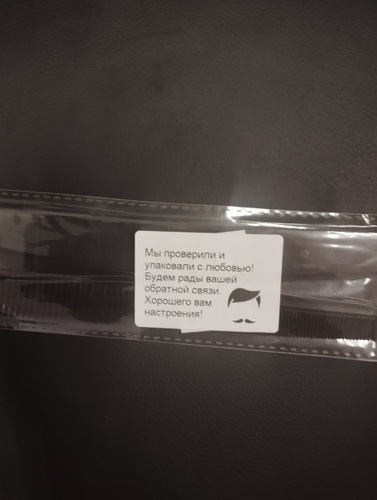 Мы проверили и
упаковали с любовью!
Будем рады вашей
обратной связи.
Хорошего вам
настроения!